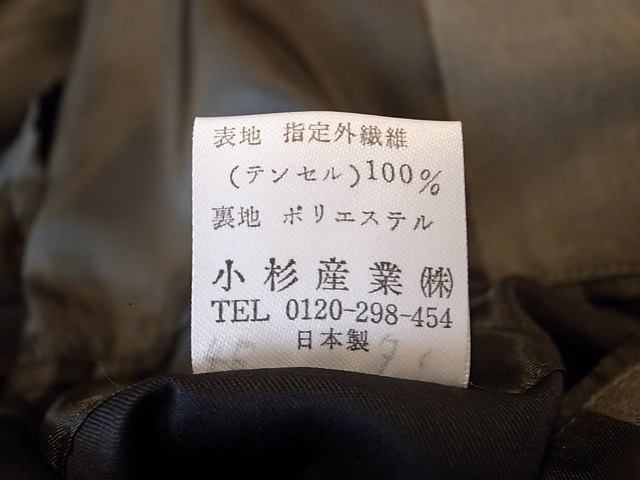 表地 指定外繊維
(テンセル)100%
裏地 ポリエステル
小杉産業㈱
TEL 0120-298-454
日本製